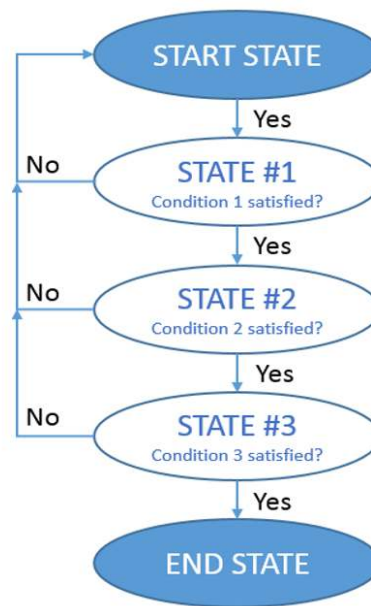 START STATE
Yes
No
STATE #1
Condition 1 satisfied?
Yes
No
STATE #2
Condition 2 satisfied?
Yes
No
STATE #3
Condition 3 satisfied?
Yes
END STATE